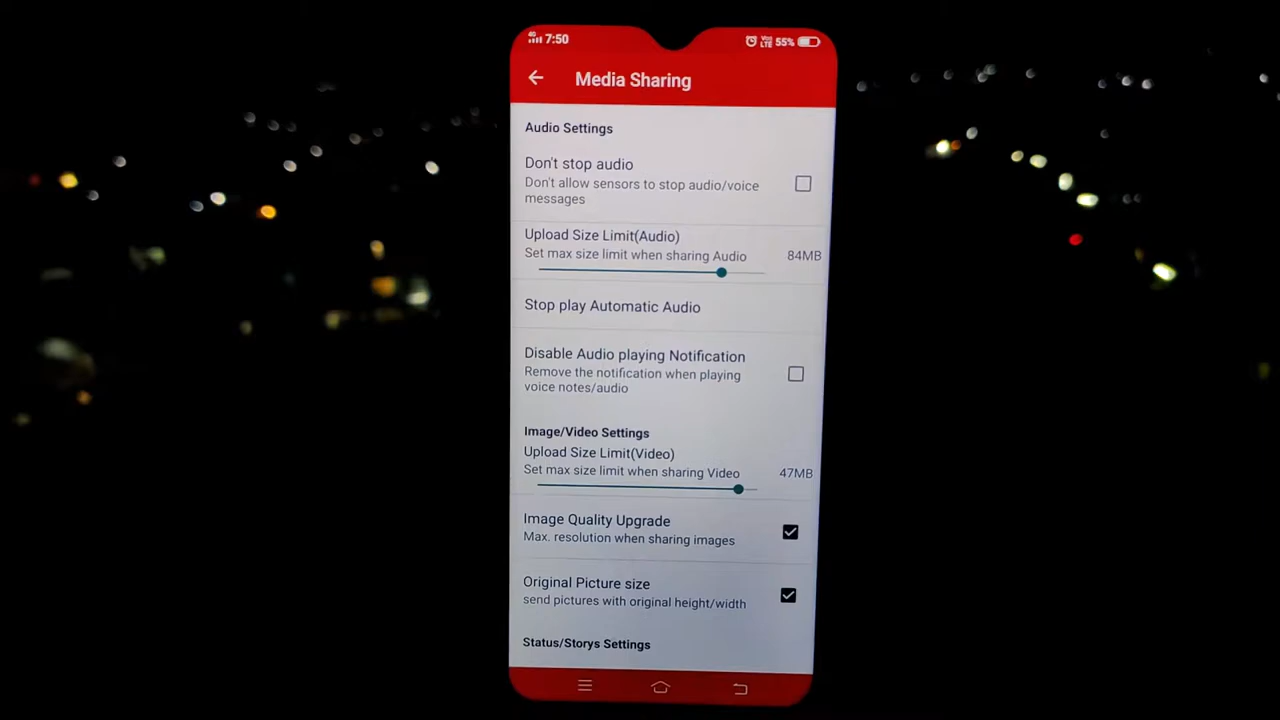 4G 7:50 Vo) LTE 55%
Media Sharing
Audio Settings
Don't stop audio
Don't allow sensors to stop audio/voice
messages
Upload Size Limit(Audio)
Set max size limit when sharing Audio 84MB
Stop play Automatic Audio
Disable Audio playing Notification
Remove the notification when playing
voice notes/audio
Image/Video Settings
Upload Size Limit(Video)
Set max size limit when sharing Video 47MB
Image Quality Upgrade
Max. resolution when sharing images
Original Picture size
send pictures with original height/width
Status/Storys Settings